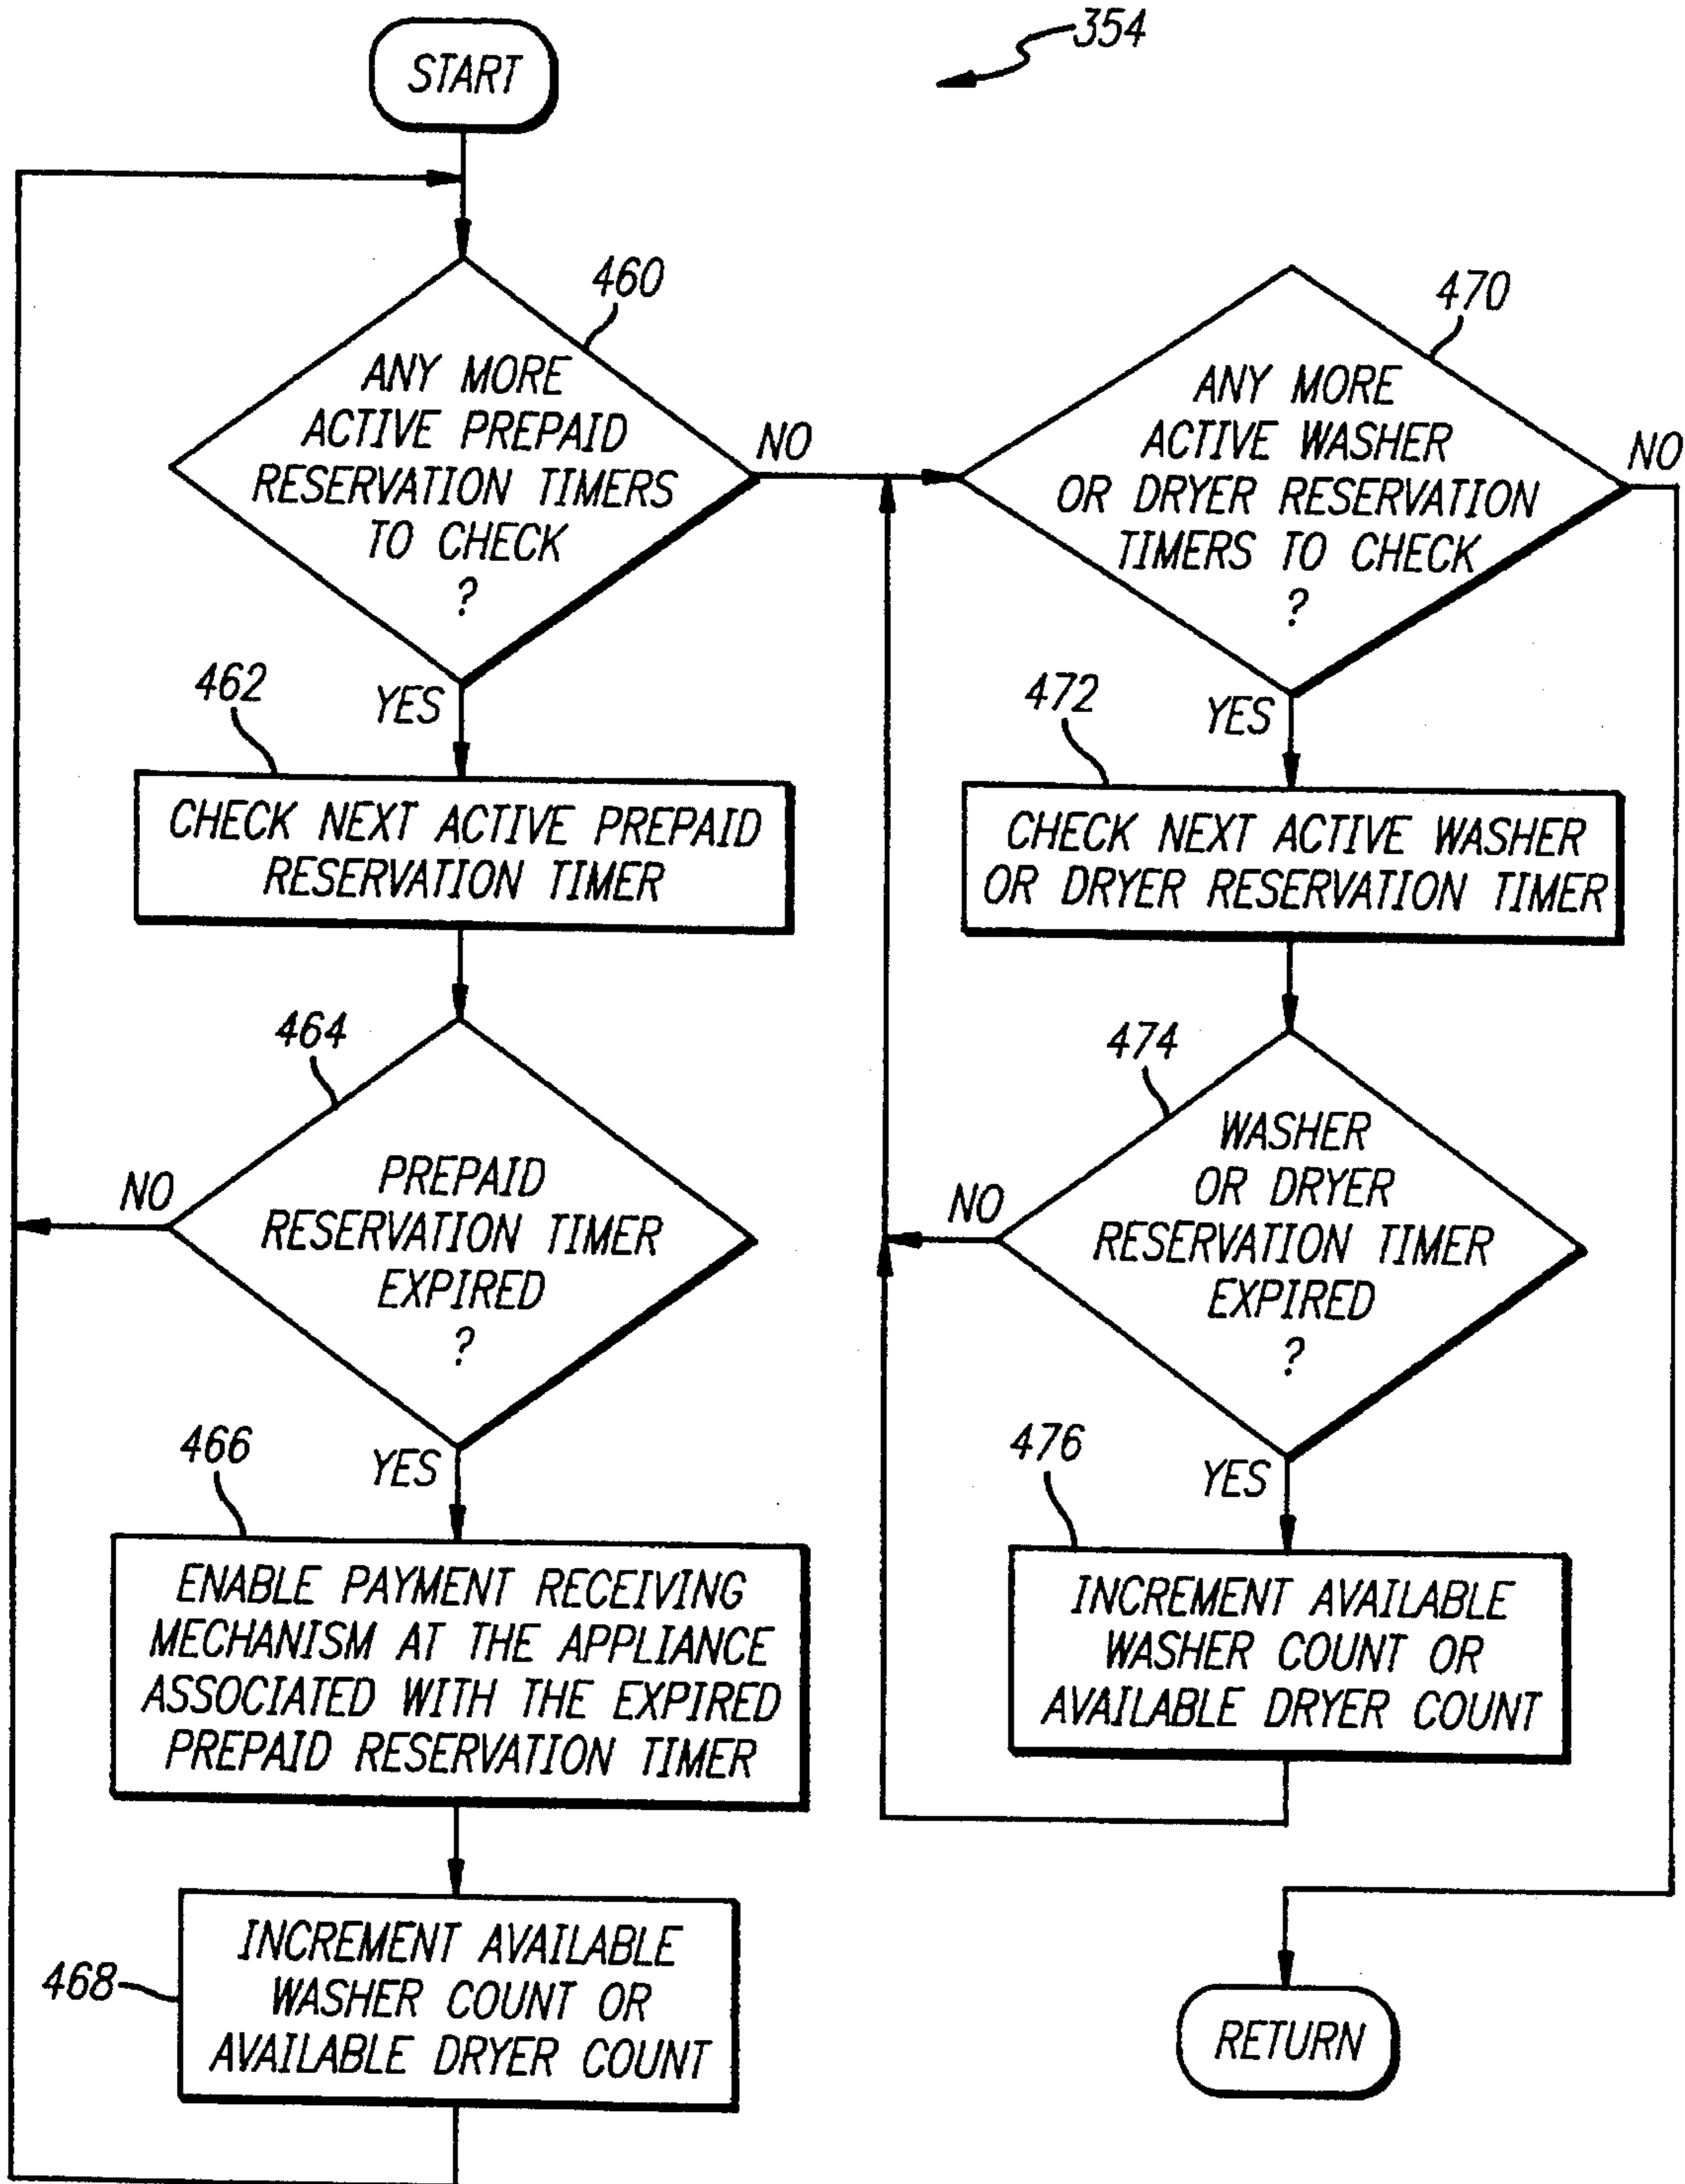 354
START
460
ANY MORE
ACTIVE PREPAID
RESERVATION TIMERS
TO CHECK
?
NO
YES
462
CHECK NEXT ACTIVE PREPAID
RESERVATION TIMER
464
PREPAID
RESERVATION TIMER
EXPIRED
?
NO
YES
466
ENABLE PAYMENT RECEIVING
MECHANISM AT THE APPLIANCE
ASSOCIATED WITH THE EXPIRED
PREPAID RESERVATION TIMER
468
INCREMENT AVAILABLE
WASHER COUNT OR
AVAILABLE DRYER COUNT
470
ANY MORE
ACTIVE WASHER
OR DRYER RESERVATION
TIMERS TO CHECK
?
NO
YES
472
CHECK NEXT ACTIVE WASHER
OR DRYER RESERVATION TIMER
474
WASHER
OR DRYER
RESERVATION TIMER
EXPIRED
?
NO
YES
476
INCREMENT AVAILABLE
WASHER COUNT OR
AVAILABLE DRYER COUNT
RETURN